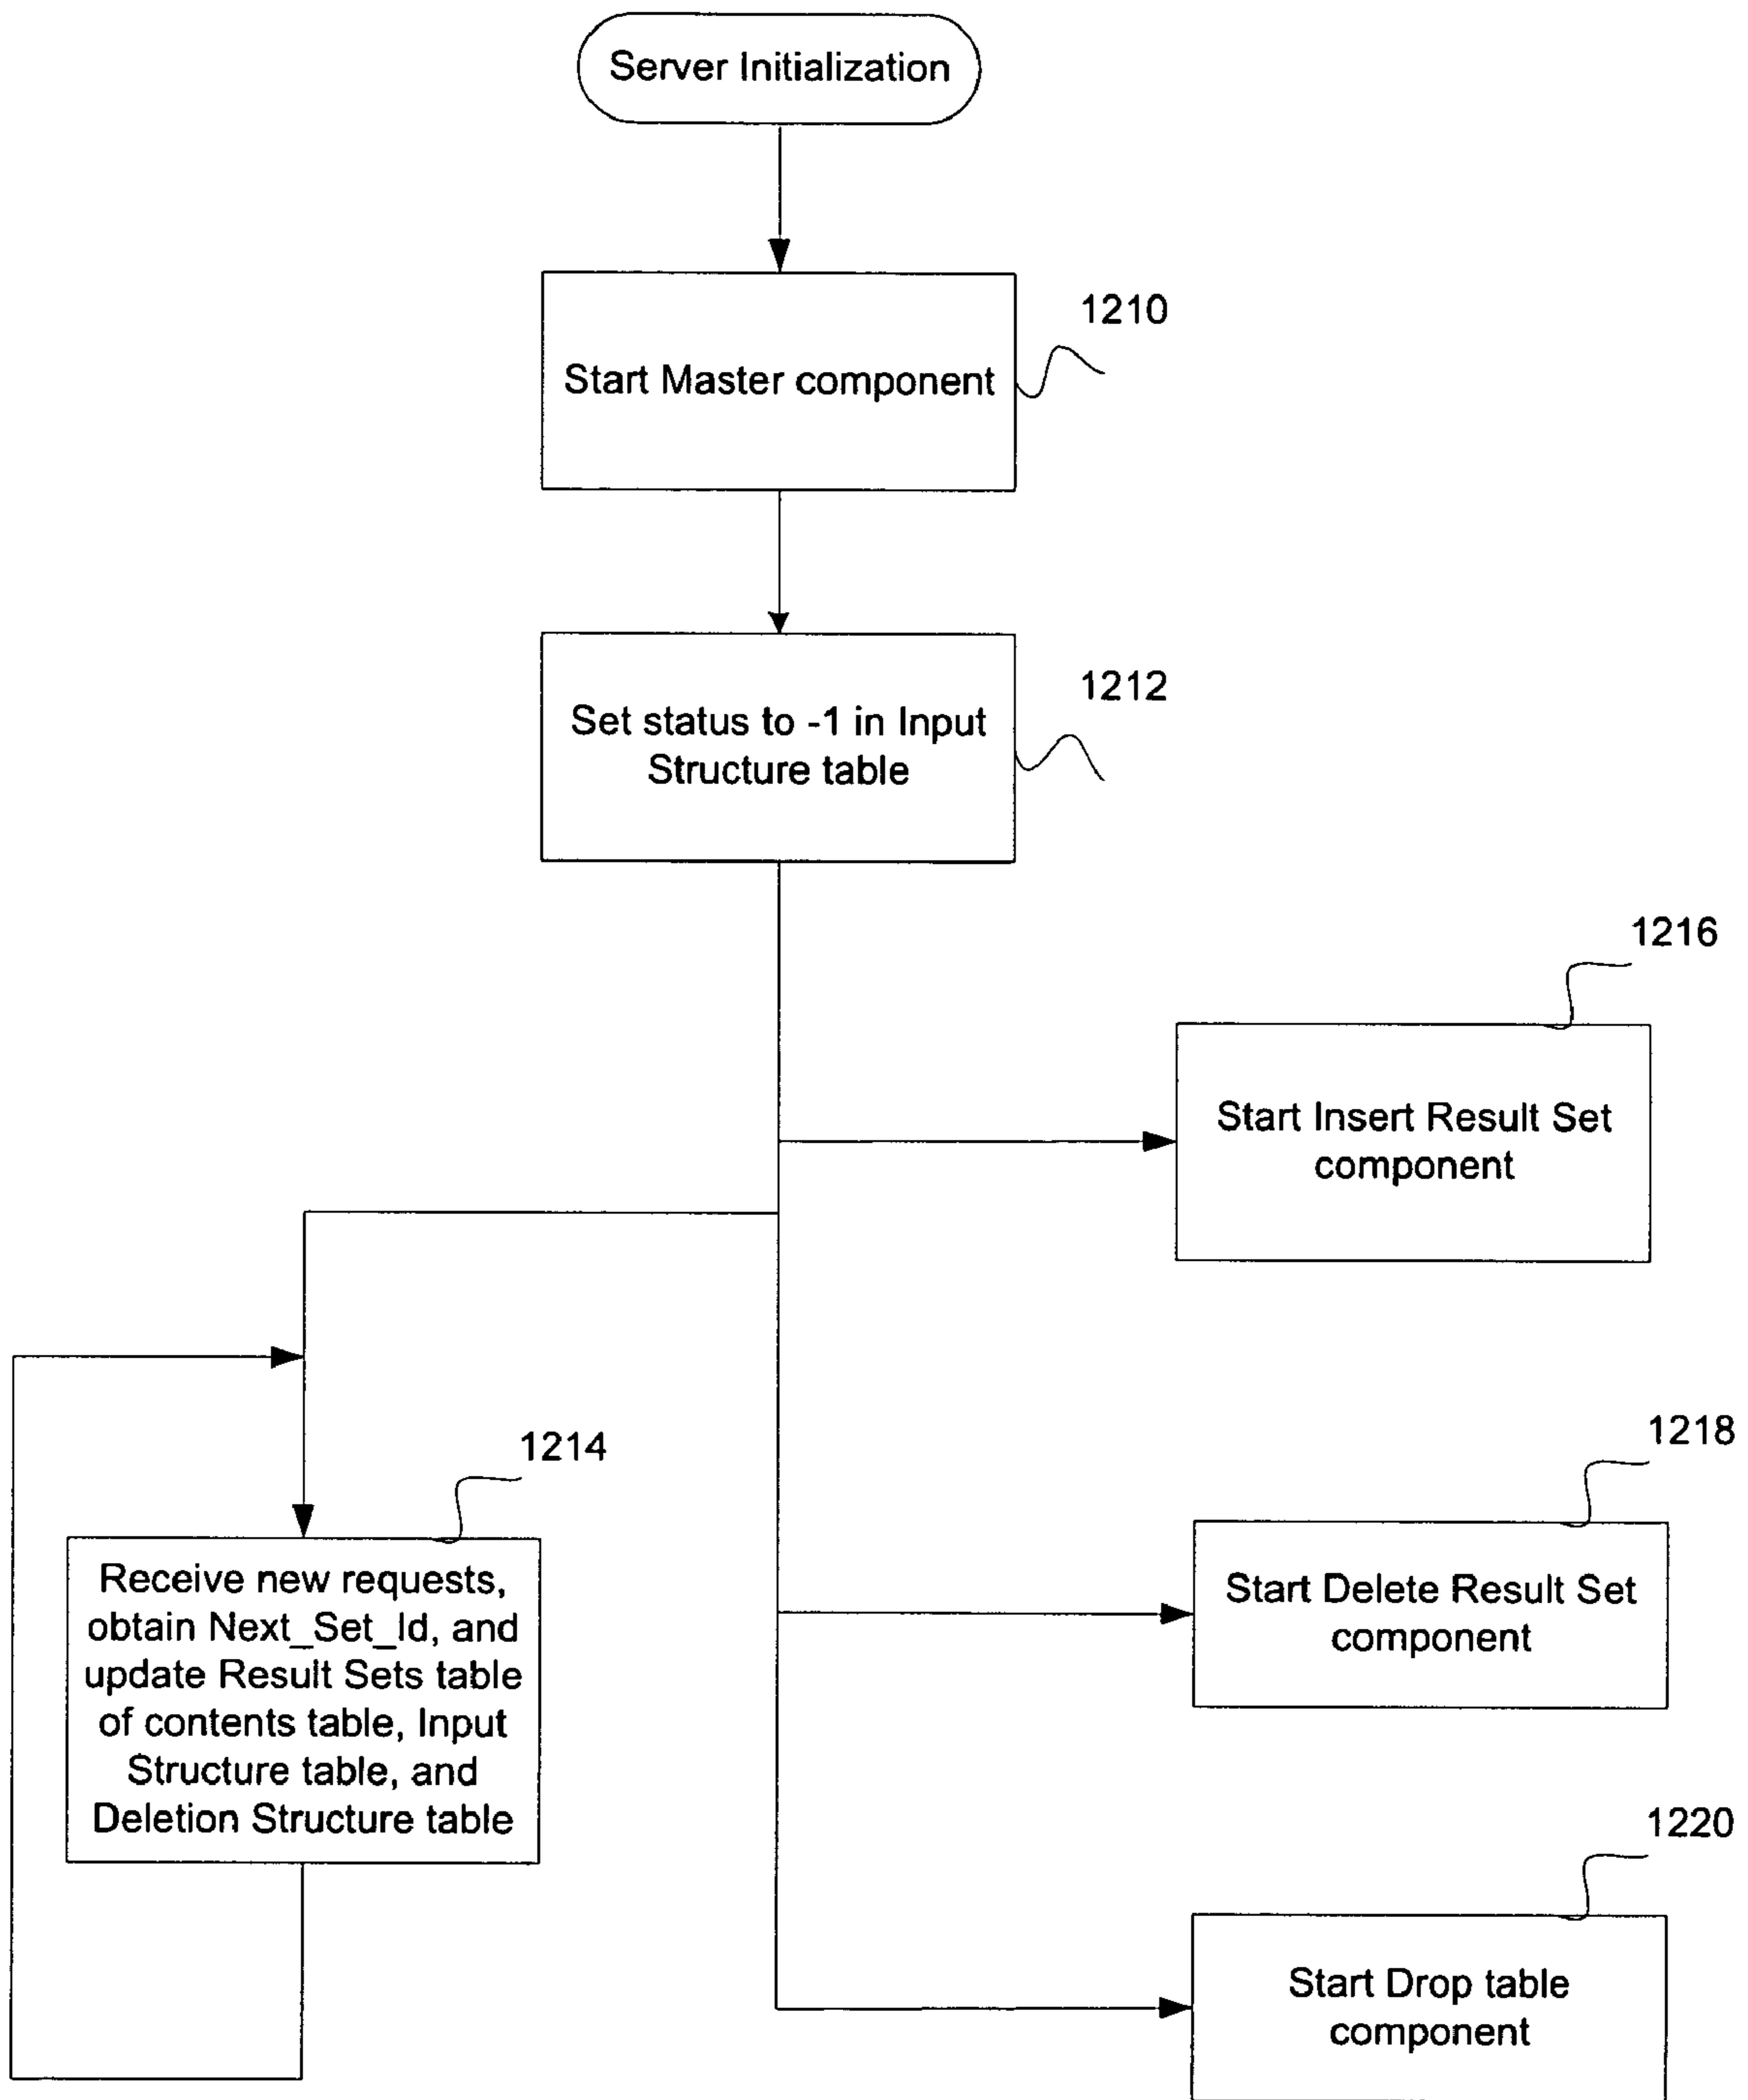 Server Initialization
1210
Start Master component
1212
Set status to -1 in Input
Structure table
1216
Start Insert Result Set
component
1214
Receive new requests,
obtain Next_Set_Id, and
update Result Sets table
of contents table, Input
Structure table, and
Deletion Structure table
1218
Start Delete Result Set
component
1220
Start Drop table
component